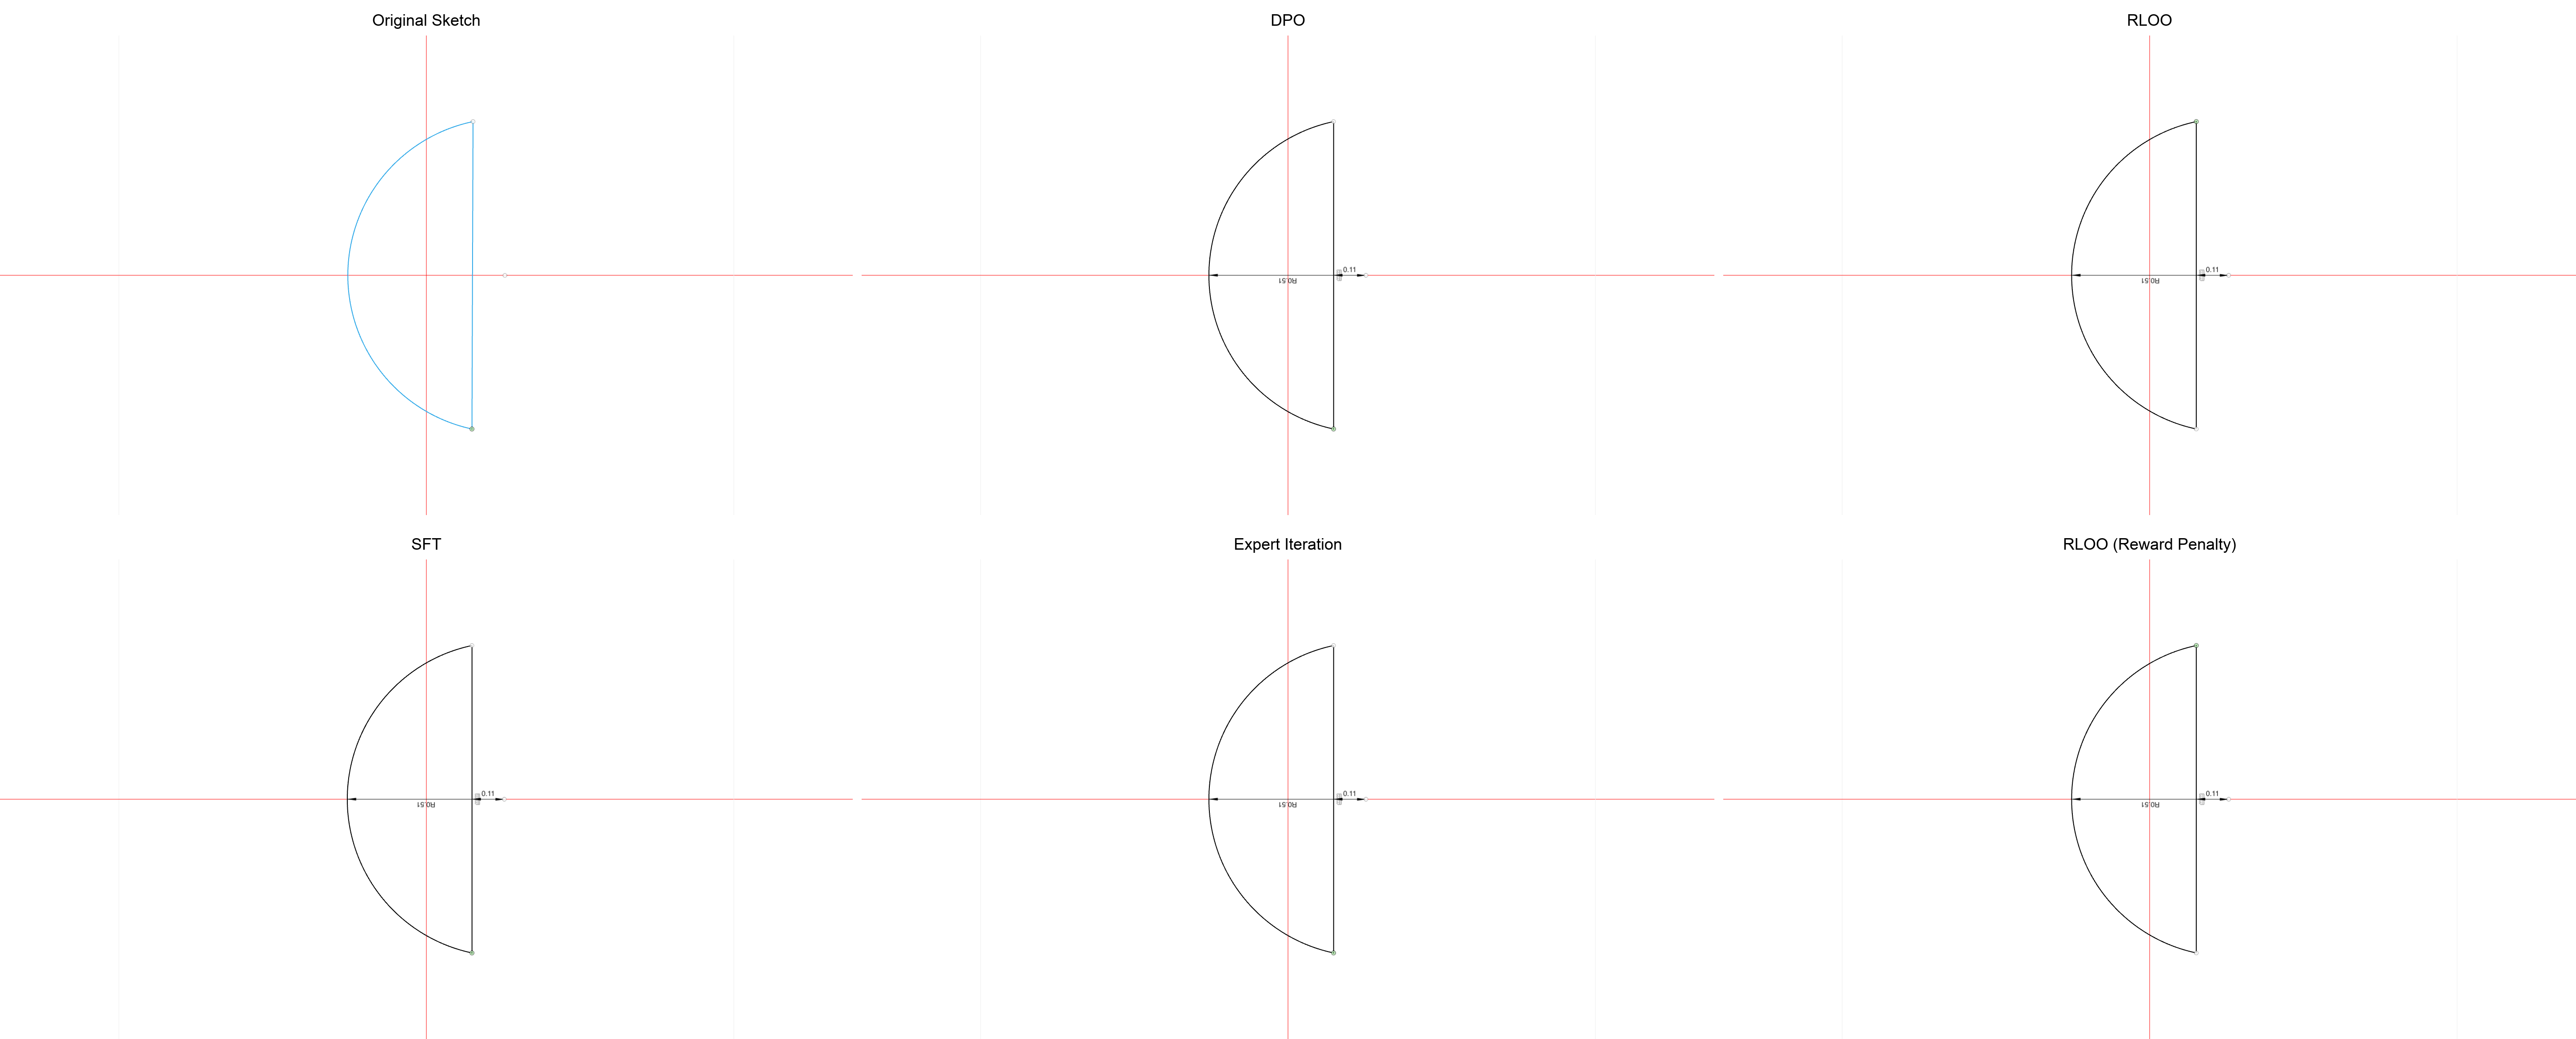 Original Sketch
DPO
RLOO
0.11
R0.51
0.11
R0.51
SFT
Expert Iteration
RLOO (Reward Penalty)
0.11
R0.51
0.11
R0.51
0.11
R0.51